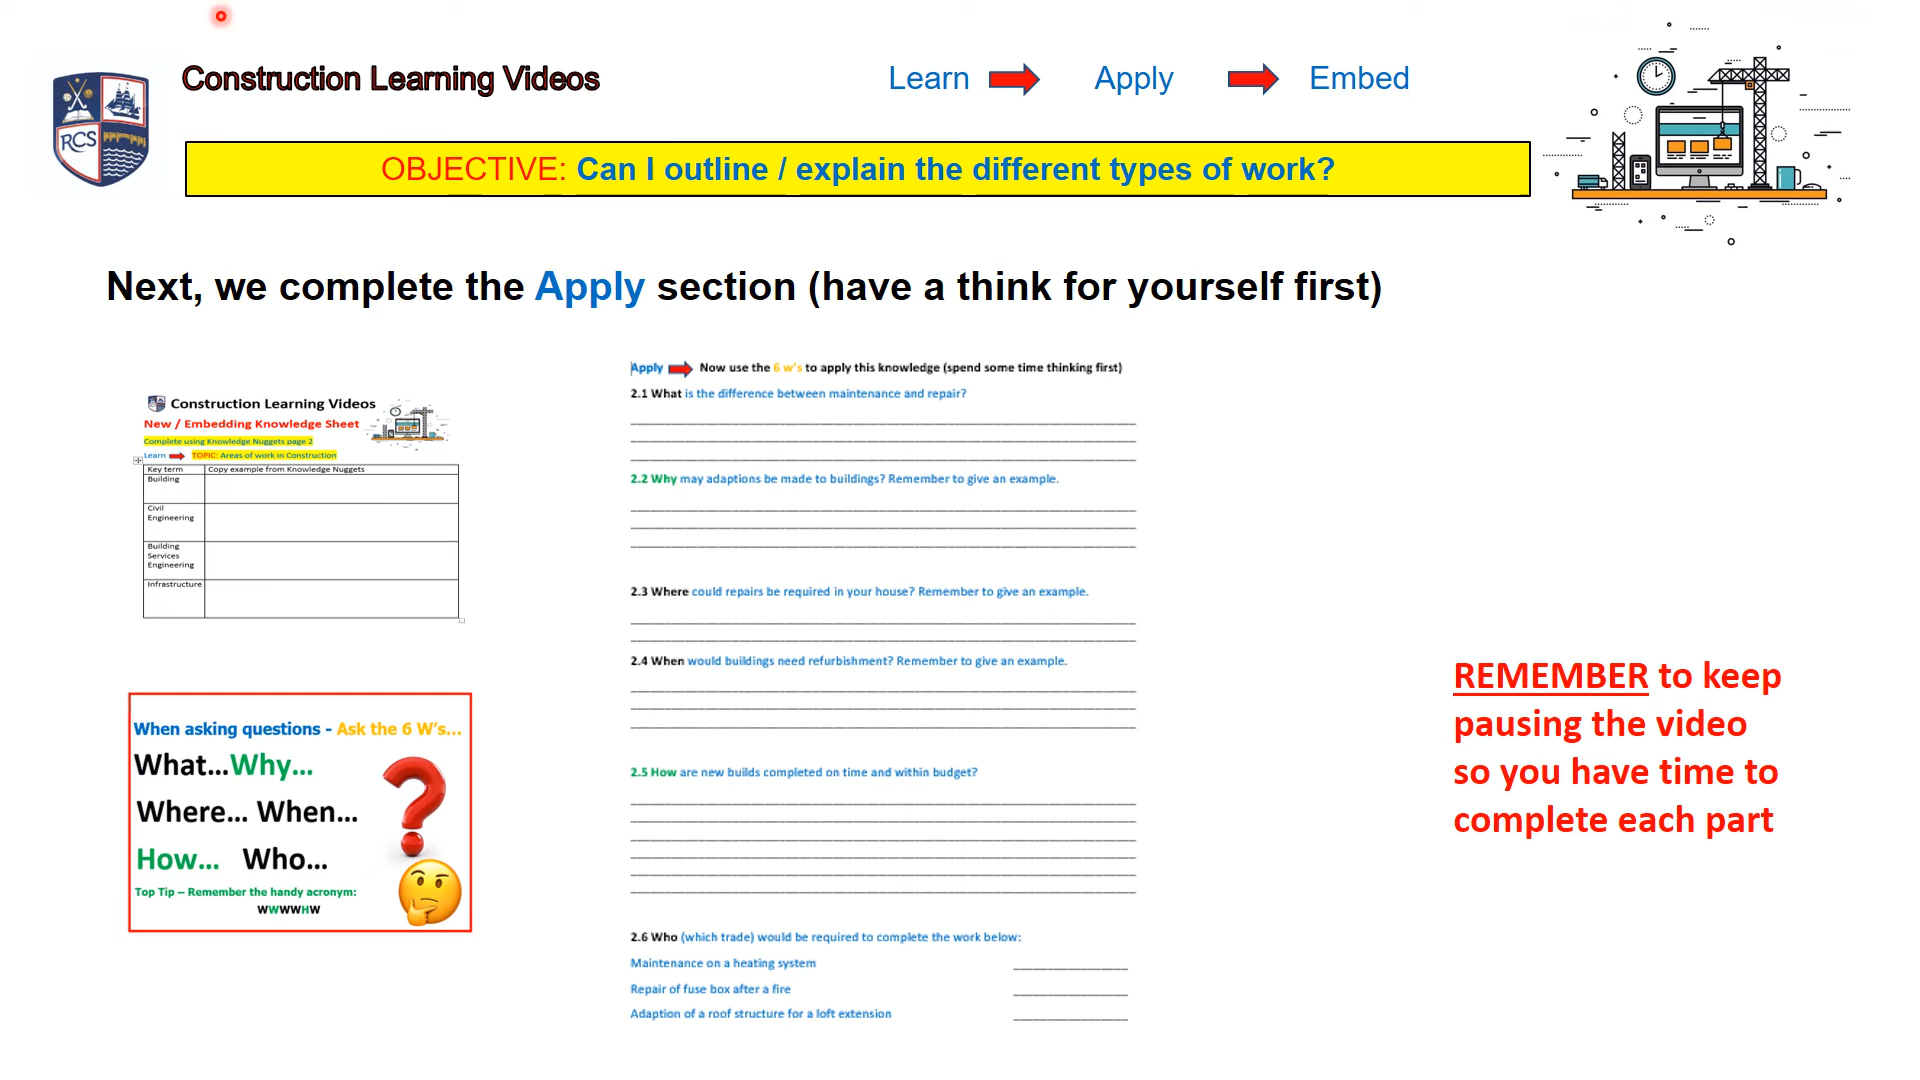 Construction Learning Videos
Learn Apply Embed
RCS
OBJECTIVE: Can I outline / explain the different types of work?
Next, we complete the Apply section (have a think for yourself first)
Construction Learning Videos
New / Embedding Knowledge Sheet
Complete using Knowledge Nuggets page 2
Learn TOPIC: Areas of work in Construction
Key term Copy example from Knowledge Nuggets
Building
Civil
Engineering
Building
Services
Engineering
Infrastructure
When asking questions - Ask the 6 W's...
What...Why...
Where... When...
How... Who...
Top Tip – Remember the handy acronym:
WWWWHW
Apply Now use the 6 w's to apply this knowledge (spend some time thinking first)
2.1 What is the difference between maintenance and repair?
2.2 Why may adaptions be made to buildings? Remember to give an example.
2.3 Where could repairs be required in your house? Remember to give an example.
2.4 When would buildings need refurbishment? Remember to give an example.
2.5 How are new builds completed on time and within budget?
2.6 Who (which trade) would be required to complete the work below:
Maintenance on a heating system
Repair of fuse box after a fire
Adaption of a roof structure for a loft extension
REMEMBER to keep
pausing the video
so you have time to
complete each part